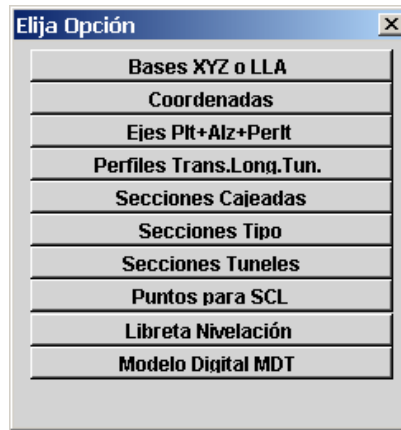 Elija Opción
Bases XYZ o LLA
Coordenadas
Ejes Plt+Alz+Perlt
Perfiles Trans.Long.Tun.
Secciones Cajeadas
Secciones Tipo
Secciones Tuneles
Puntos para SCL
Libreta Nivelación
Modelo Digital MDT